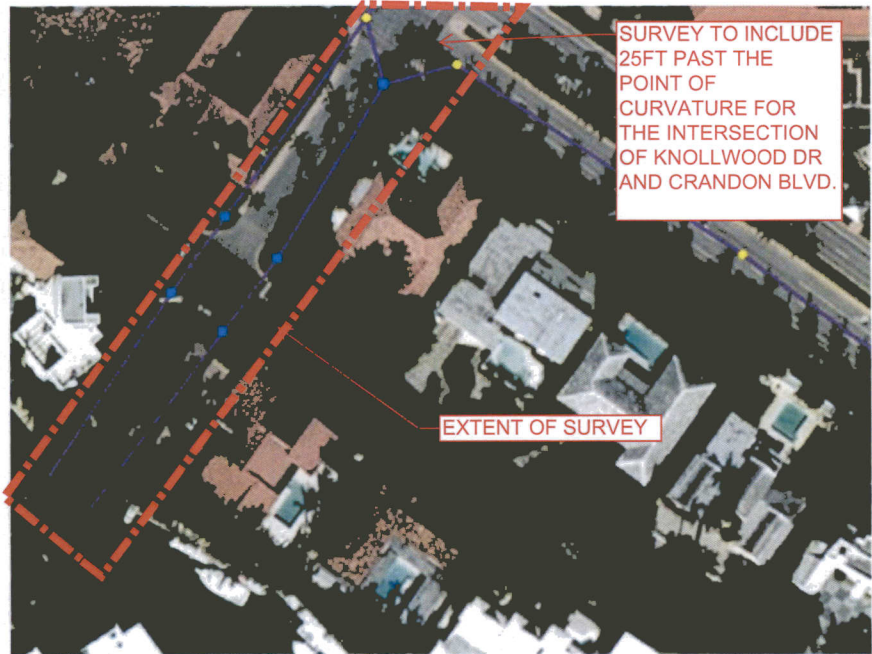 SURVEY TO INCLUDE
25FT PAST THE
POINT OF
CURVATURE FOR
THE INTERSECTION
OF KNOLLWOOD DR
AND CRANDON BLVD.
EXTENT OF SURVEY